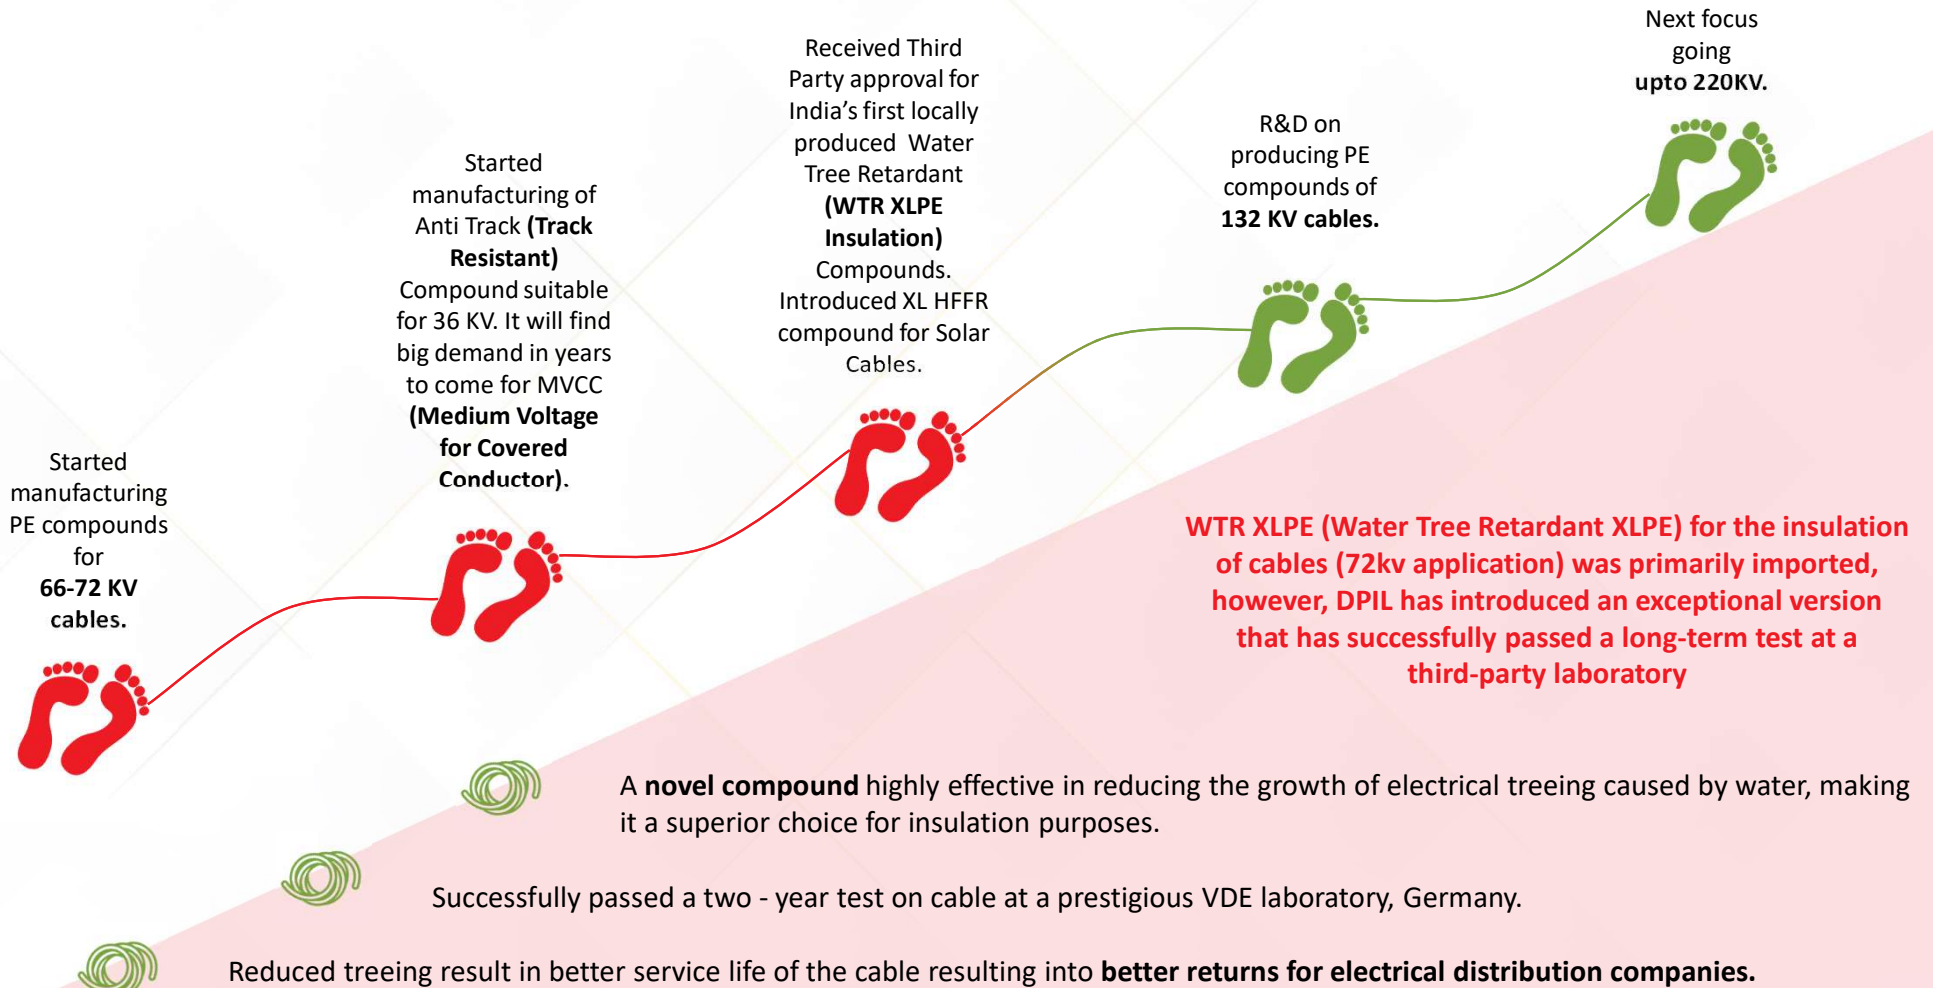 Started
manufacturing
PE compounds
for
66-72 KV
cables.
Started
manufacturing of
Anti Track (Track
Resistant)
Compound suitable
for 36 KV. It will find
big demand in years
to come for MVCC
(Medium Voltage
for Covered
Conductor).
Received Third
Party approval for
India’s first locally
produced Water
Tree Retardant
(WTR XLPE
Insulation)
Compounds.
Introduced XL HFFR
compound for Solar
Cables.
R&D on
producing PE
compounds of
132 KV cables.
Next focus
going
upto 220KV.
WTR XLPE (Water Tree Retardant XLPE) for the insulation
of cables (72kv application) was primarily imported,
however, DPIL has introduced an exceptional version
that has successfully passed a long-term test at a
third-party laboratory
A novel compound highly effective in reducing the growth of electrical treeing caused by water, making
it a superior choice for insulation purposes.
Successfully passed a two - year test on cable at a prestigious VDE laboratory, Germany.
Reduced treeing result in better service life of the cable resulting into better returns for electrical distribution companies.